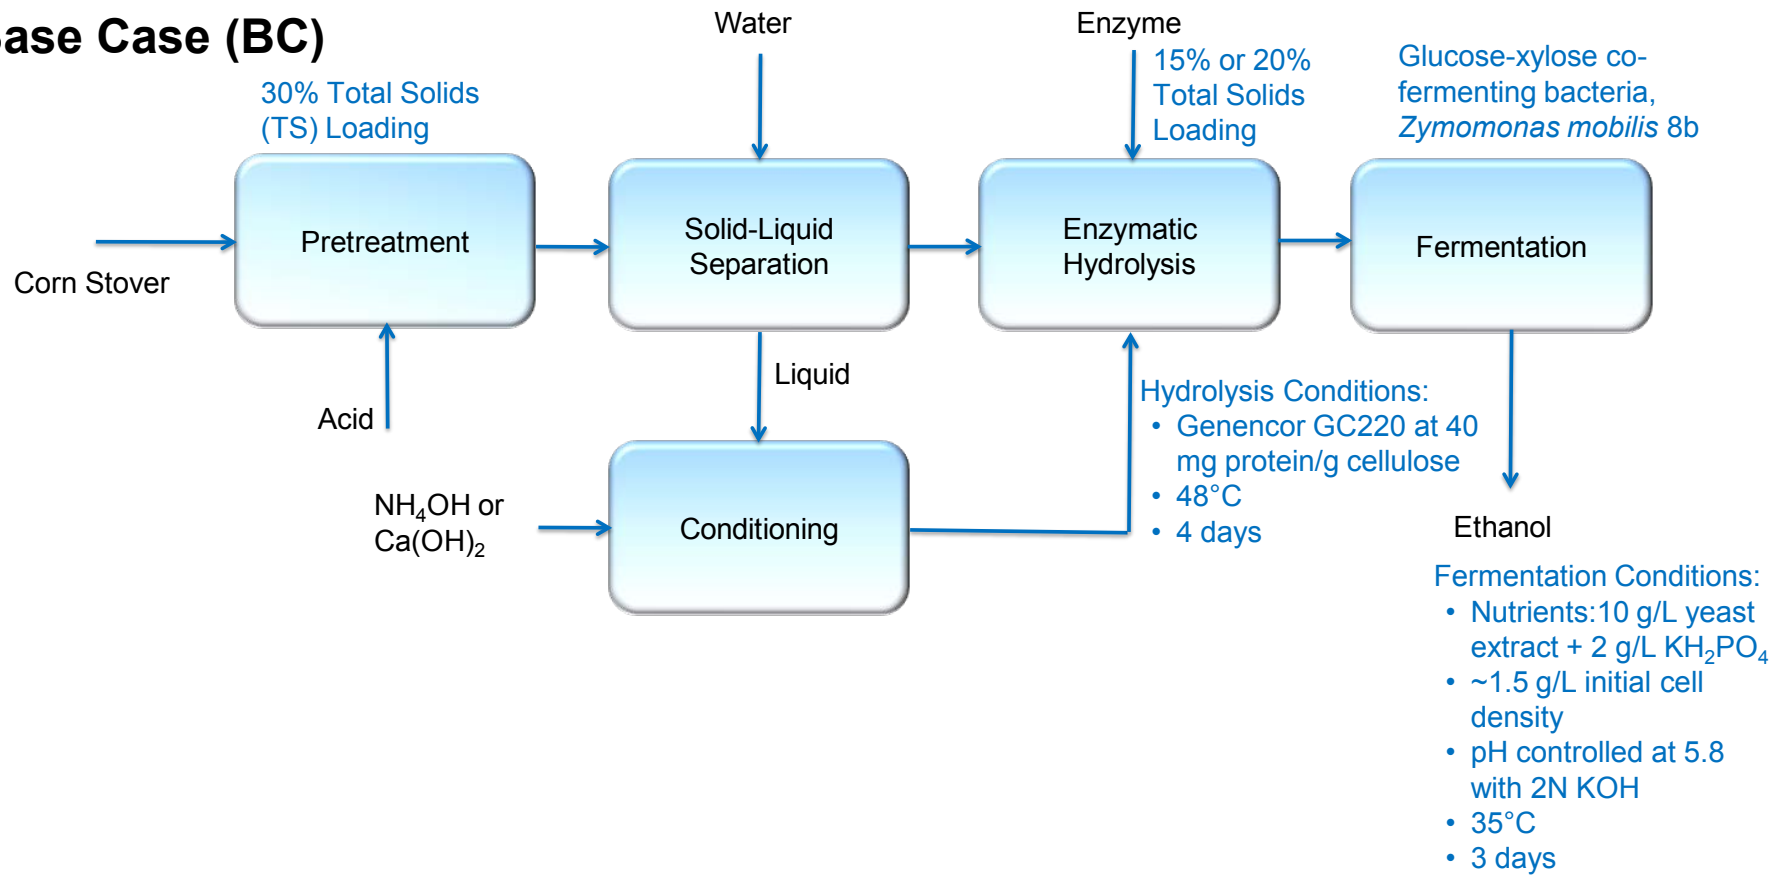 ase Case (BC)
Water
Enzyme
30% Total Solids
(TS) Loading
15% or 20%
Total Solids
Loading
Glucose-xylose co-
fermenting bacteria,
Zymomonas mobilis 8b
Corn Stover
Pretreatment
Solid-Liquid
Separation
Enzymatic
Hydrolysis
Fermentation
Acid
Liquid
NH₄OH or
Ca(OH)₂
Conditioning
Hydrolysis Conditions:
• Genencor GC220 at 40
mg protein/g cellulose
• 48°C
• 4 days
Ethanol
Fermentation Conditions:
• Nutrients:10 g/L yeast
extract + 2 g/L KH₂PO₄
• ~1.5 g/L initial cell
density
• pH controlled at 5.8
with 2N KOH
• 35°C
• 3 days